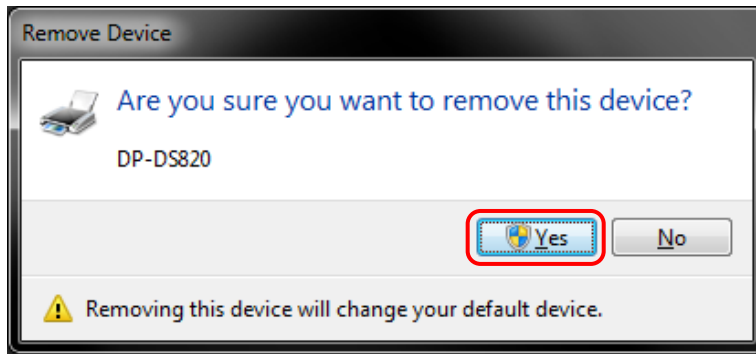 Remove Device
Are you sure you want to remove this device?
DP-DS820
Yes No
Removing this device will change your default device.